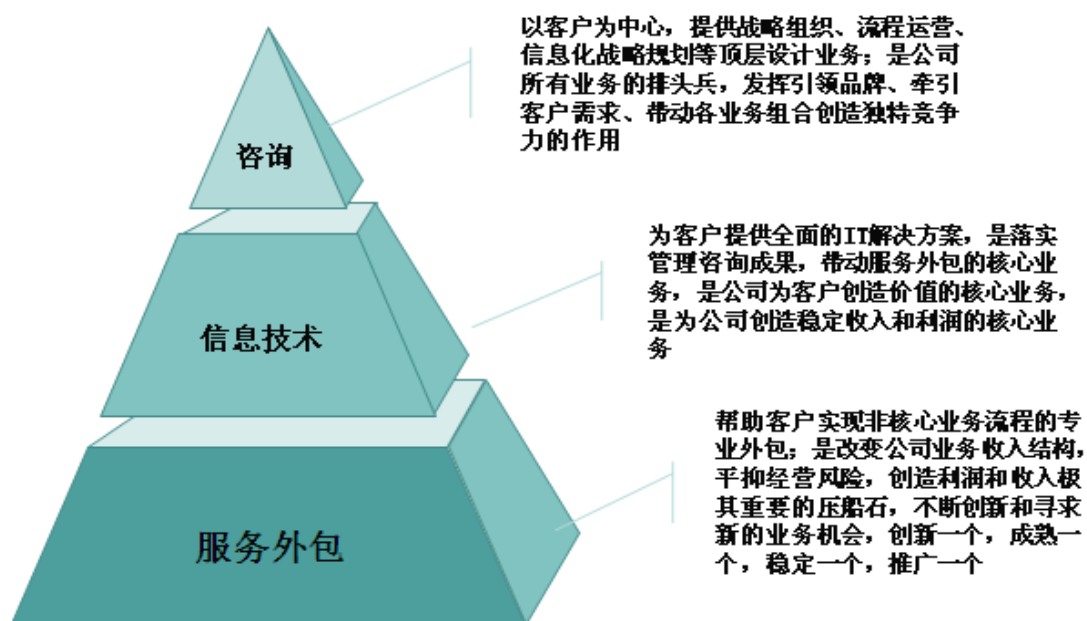 以客户为中心，提供战略组织、流程运营、
信息化战略规划等顶层设计业务；是公司
所有业务的排头兵，发挥引领品牌、牵引
客户需求、带动各业务组合创造独特竞争
力的作用
咨询
为客户提供全面的IT解决方案，是落实
管理咨询成果，带动服务外包的核心业
务，是公司为客户创造价值的核心业务，
是为公司创造稳定收入和利润的核心业
务
信息技术
帮助客户实现非核心业务流程的专
业外包；是改变公司业务收入结构，
平抑经营风险，创造利润和收入极
其重要的压船石，不断创新和寻求
新的业务机会，创新一个，成熟一
个，稳定一个，推广一个
服务外包